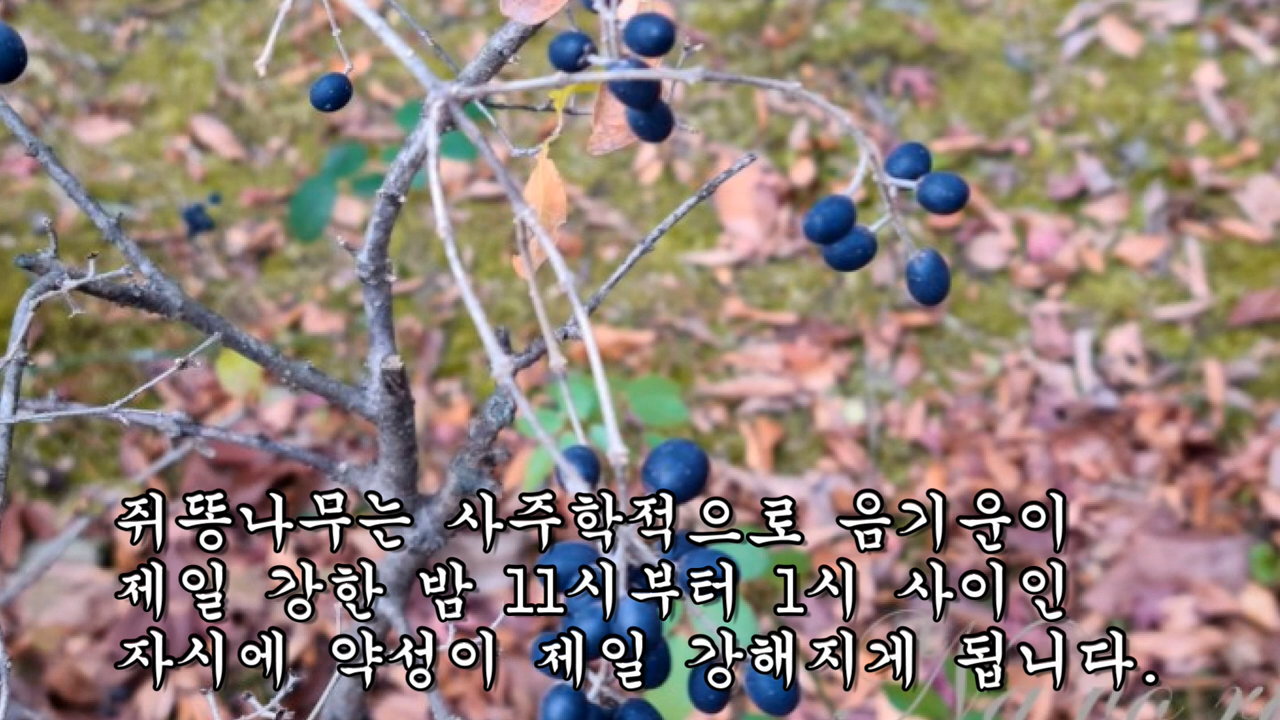 쥐똥나무는 사주학적으로 음기운이
제일 강한 밤 11시부터 1시 사이인
자시에 약성이 제일 강해지게 됩니다.